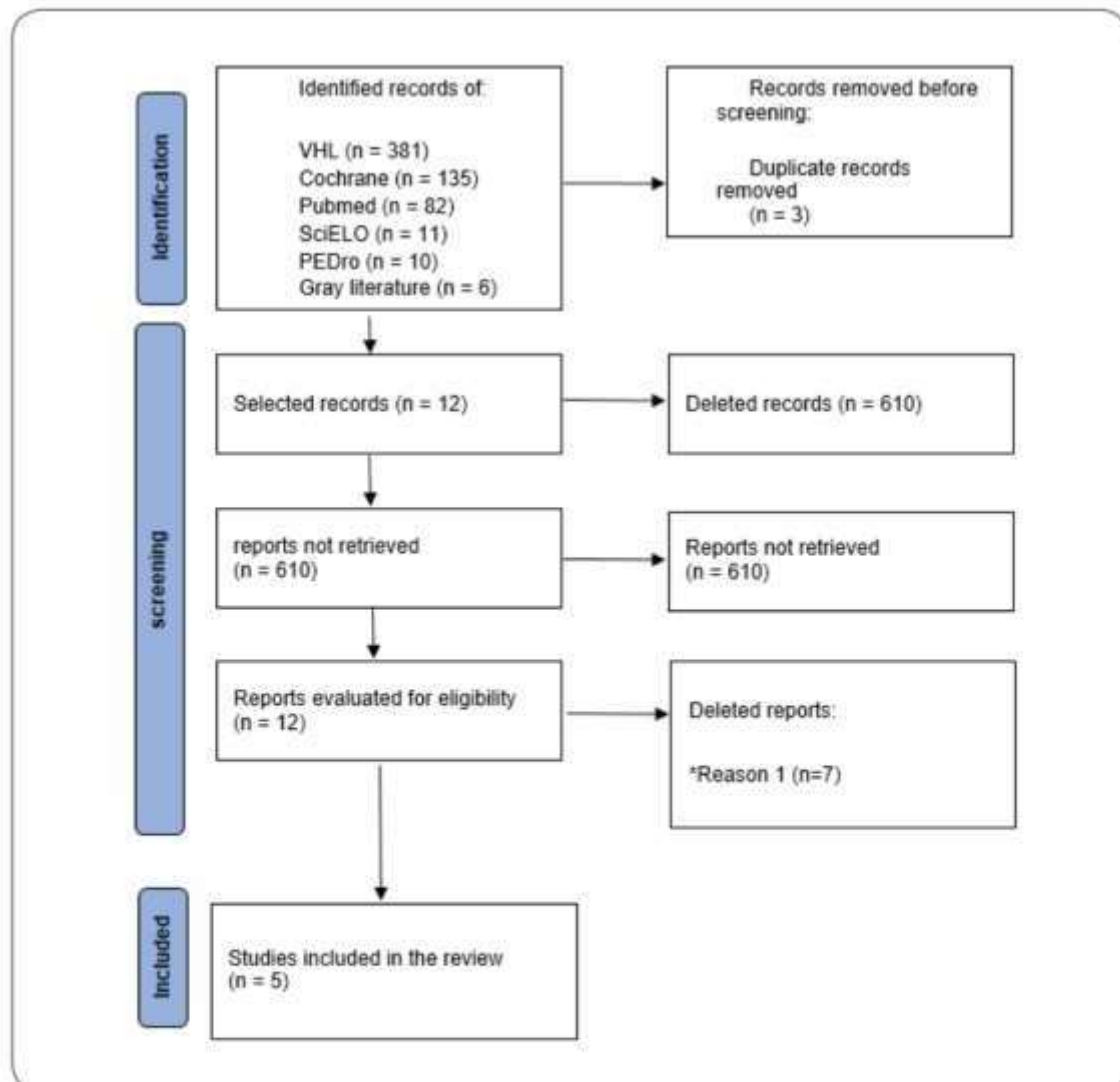 Identification
Identified records of:
VHL (n = 381)
Cochrane (n = 135)
Pubmed (n = 82)
SciELO (n = 11)
PEDro (n = 10)
Gray literature (n = 6)
Records removed before
screening:
Duplicate records
removed
(n = 3)
screening
Selected records (n = 12)
Deleted records (n = 610)
reports not retrieved
(n = 610)
Reports not retrieved
(n = 610)
Reports evaluated for eligibility
(n = 12)
Deleted reports:
*Reason 1 (n=7)
Included
Studies included in the review
(n = 5)